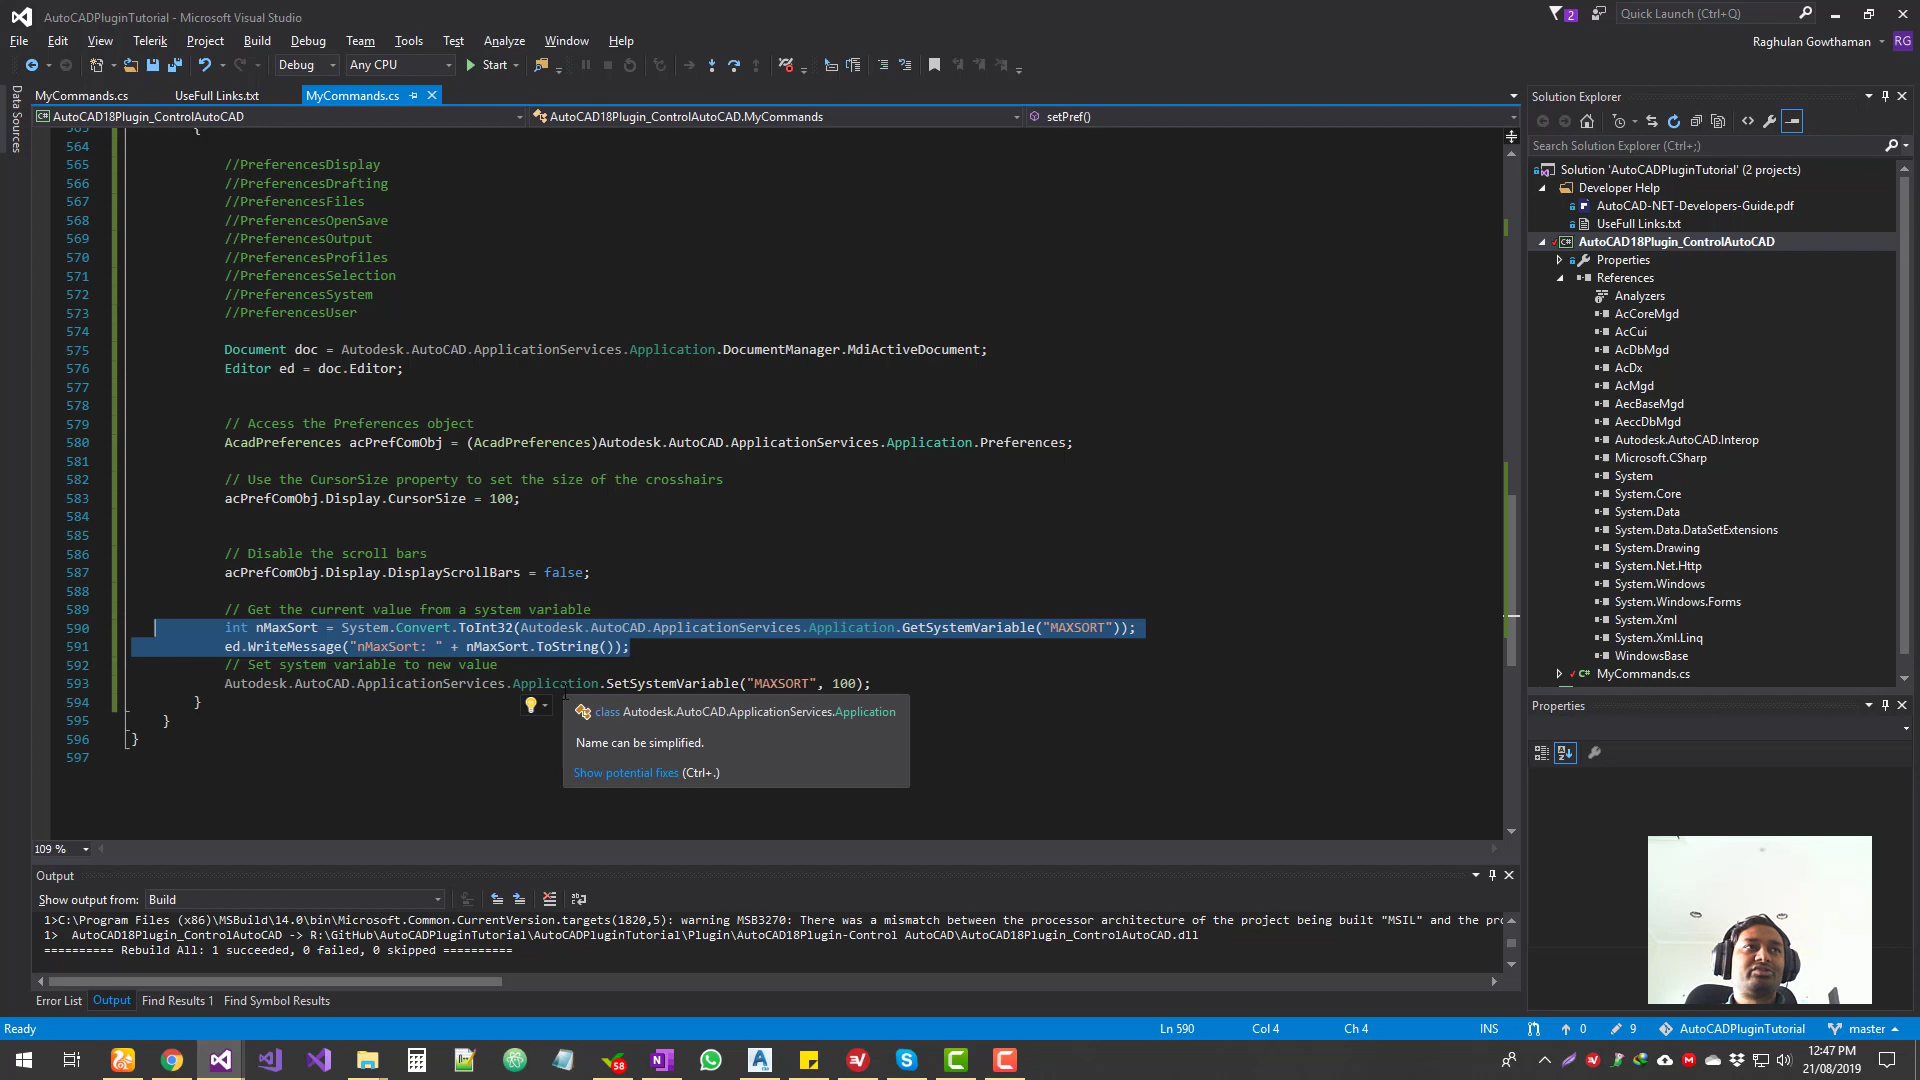 AutoCADPluginTutorial - Microsoft Visual Studio
2
Quick Launch (Ctrl+Q)
File Edit View Telerik Project Build Debug Team Tools Test Analyze Window Help
Raghulan Gowthaman RG
Debug Any CPU Start
Data Sources
MyCommands.cs UseFull Links.txt MyCommands.cs
AutoCAD18Plugin_ControlAutoCAD AutoCAD18Plugin_ControlAutoCAD.MyCommands setPref()
563 {
564
565 //PreferencesDisplay
566 //PreferencesDrafting
567 //PreferencesFiles
568 //PreferencesOpenSave
569 //PreferencesOutput
570 //PreferencesProfiles
571 //PreferencesSelection
572 //PreferencesSystem
573 //PreferencesUser
574
575 Document doc = Autodesk.AutoCAD.ApplicationServices.Application.DocumentManager.MdiActiveDocument;
576 Editor ed = doc.Editor;
577
578
579 // Access the Preferences object
580 AcadPreferences acPrefComObj = (AcadPreferences)Autodesk.AutoCAD.ApplicationServices.Application.Preferences;
581
582 // Use the CursorSize property to set the size of the crosshairs
583 acPrefComObj.Display.CursorSize = 100;
584
585
586 // Disable the scroll bars
587 acPrefComObj.Display.DisplayScrollBars = false;
588
589 // Get the current value from a system variable
590 int nMaxSort = System.Convert.ToInt32(Autodesk.AutoCAD.ApplicationServices.Application.GetSystemVariable("MAXSORT"));
591 ed.WriteMessage("nMaxSort: " + nMaxSort.ToString());
592 // Set system variable to new value
593 Autodesk.AutoCAD.ApplicationServices.Application.SetSystemVariable("MAXSORT", 100);
594 }
595 }
596 }
597
class Autodesk.AutoCAD.ApplicationServices.Application
Name can be simplified.
Show potential fixes (Ctrl+.)
109 %
Output
Show output from: Build
1>C:\Program Files (x86)\MSBuild\14.0\bin\Microsoft.Common.CurrentVersion.targets(1820,5): warning MSB3270: There was a mismatch between the processor architecture of the project being built "MSIL" and the pro
1> AutoCAD18Plugin_ControlAutoCAD -> R:\GitHub\AutoCADPluginTutorial\AutoCADPluginTutorial\Plugin\AutoCAD18Plugin-Control AutoCAD\AutoCAD18Plugin_ControlAutoCAD.dll
========== Rebuild All: 1 succeeded, 0 failed, 0 skipped ==========
Error List Output Find Results 1 Find Symbol Results
Solution Explorer
Search Solution Explorer (Ctrl+;)
Solution 'AutoCADPluginTutorial' (2 projects)
Developer Help
AutoCAD-NET-Developers-Guide.pdf
UseFull Links.txt
AutoCAD18Plugin_ControlAutoCAD
Properties
References
Analyzers
AcCoreMgd
AcCui
AcDbMgd
AcDx
AcMgd
AecBaseMgd
AeccDbMgd
Autodesk.AutoCAD.Interop
Microsoft.CSharp
System
System.Core
System.Data
System.Data.DataSetExtensions
System.Drawing
System.Net.Http
System.Windows
System.Windows.Forms
System.Xml
System.Xml.Linq
WindowsBase
MyCommands.cs
Properties
Ready Ln 590 Col 4 Ch 4 INS 0 9 AutoCADPluginTutorial master
58
12:47 PM
21/08/2019